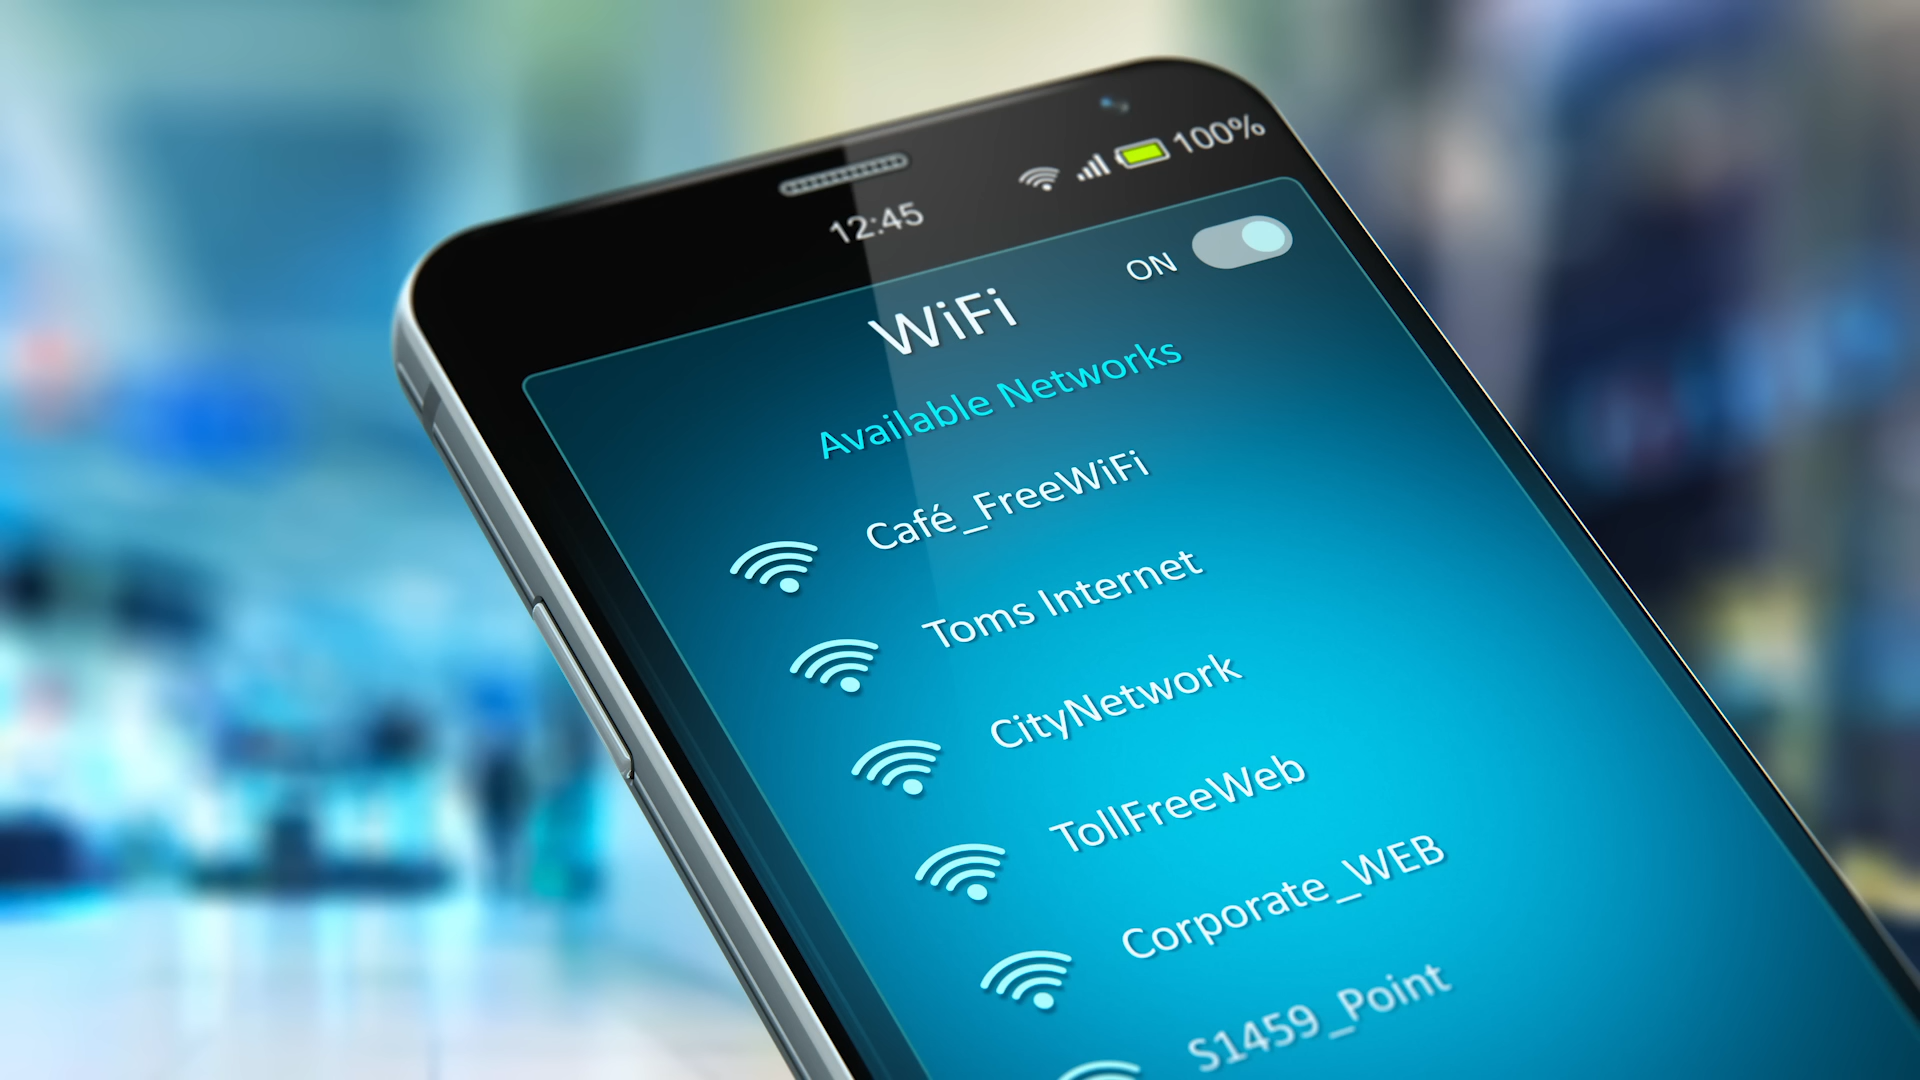 100%
12:45
ON
WiFi
Available Networks
Café_FreeWiFi
Toms Internet
CityNetwork
TollFreeWeb
Corporate_WEB
S1459_Point